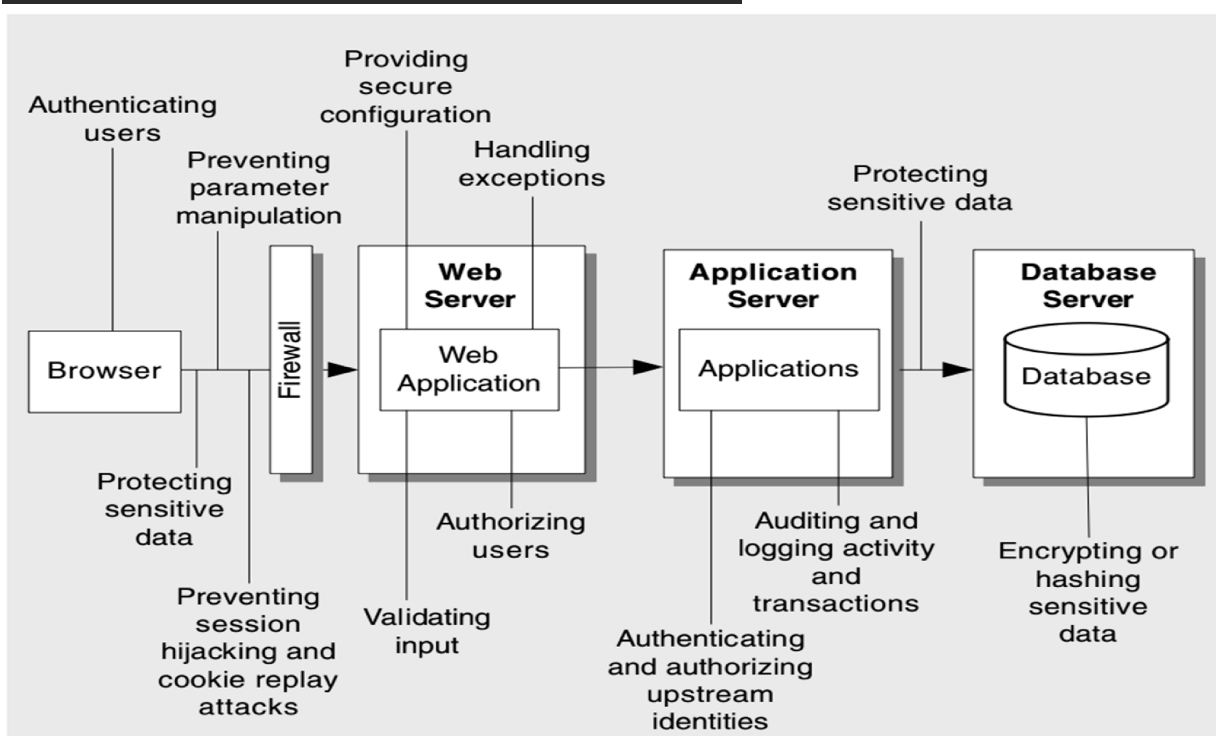 Providing
secure
configuration
Authenticating
users
Preventing
parameter
manipulation
Handling
exceptions
Protecting
sensitive data
Browser
Firewall
Web
Server
Web
Application
Application
Server
Applications
Database
Server
Database
Protecting
sensitive
data
Preventing
session
hijacking and
cookie replay
attacks
Validating
input
Authorizing
users
Authenticating
and authorizing
upstream
identities
Auditing and
logging activity
and
transactions
Encrypting or
hashing
sensitive
data